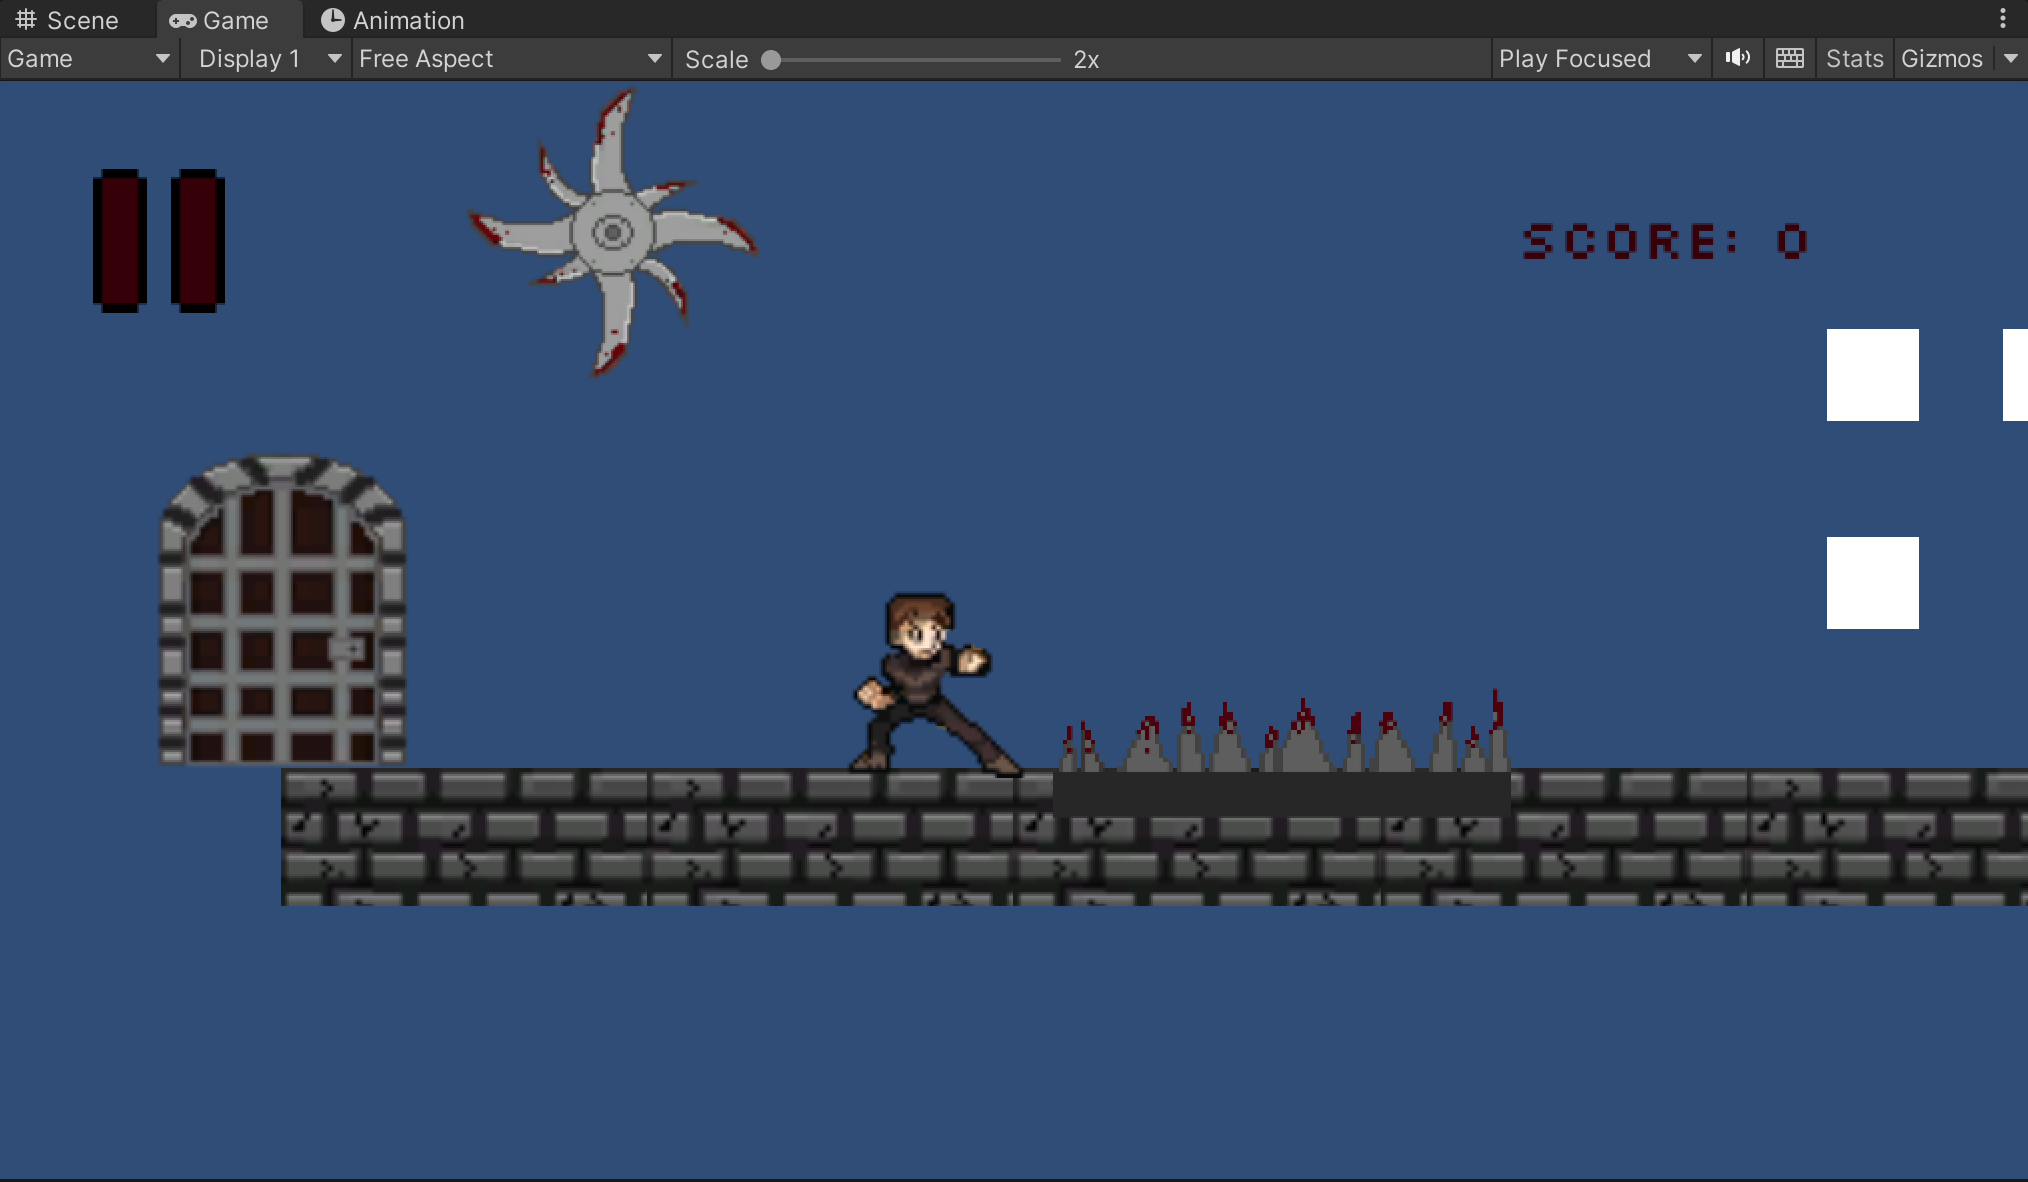 Scene Game Animation
Game Display 1 Free Aspect Scale 2x Play Focused Stats Gizmos
SCORE: 0